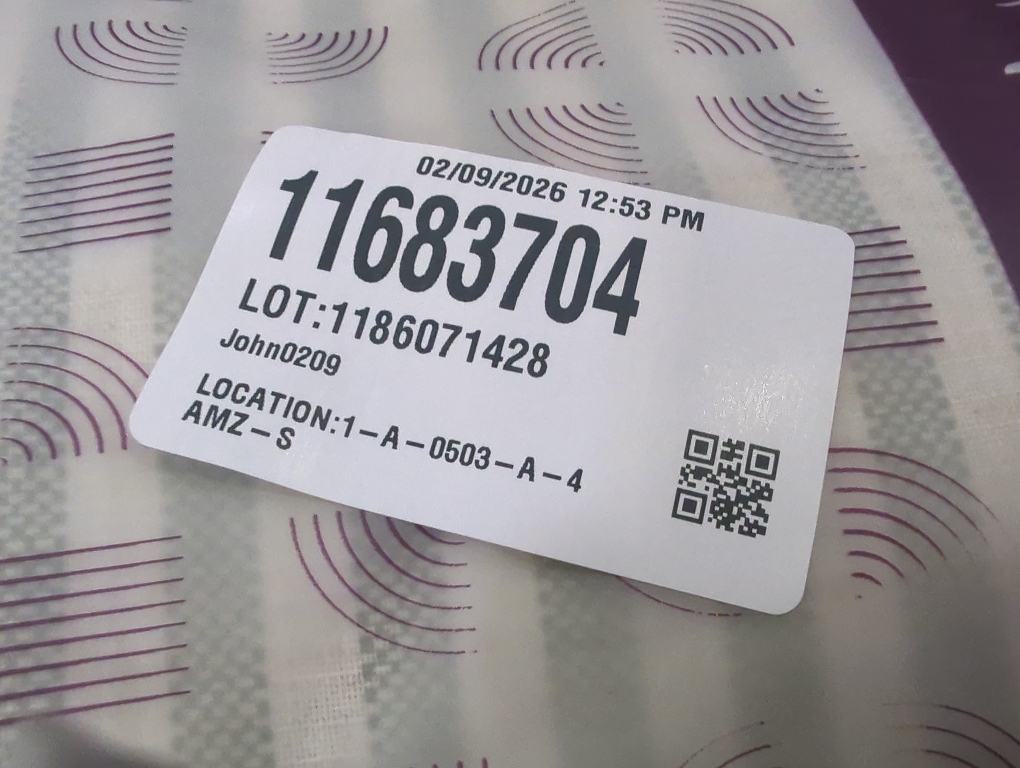 02/09/2026 12:53 PM
11683704
LOT:1186071428
John0209
LOCATION:1-A-0503-A-4
AMZ-S